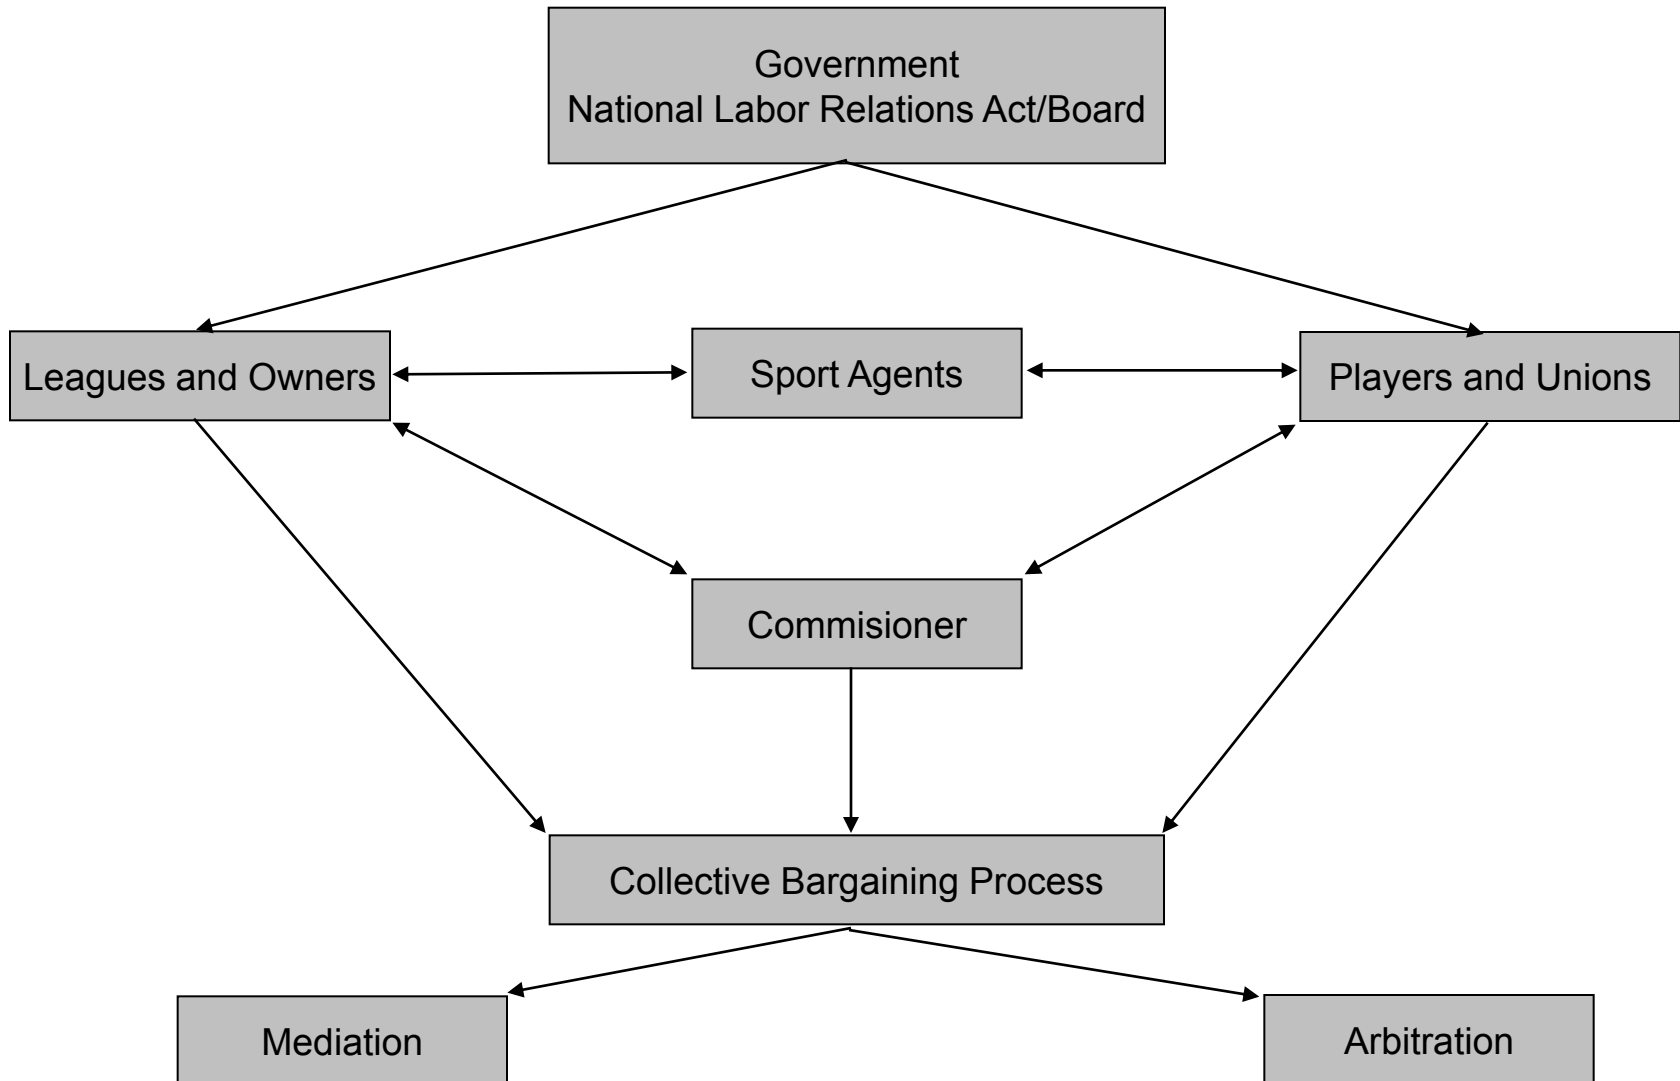 Government
National Labor Relations Act/Board
Leagues and Owners
Sport Agents
Players and Unions
Commisioner
Collective Bargaining Process
Mediation
Arbitration